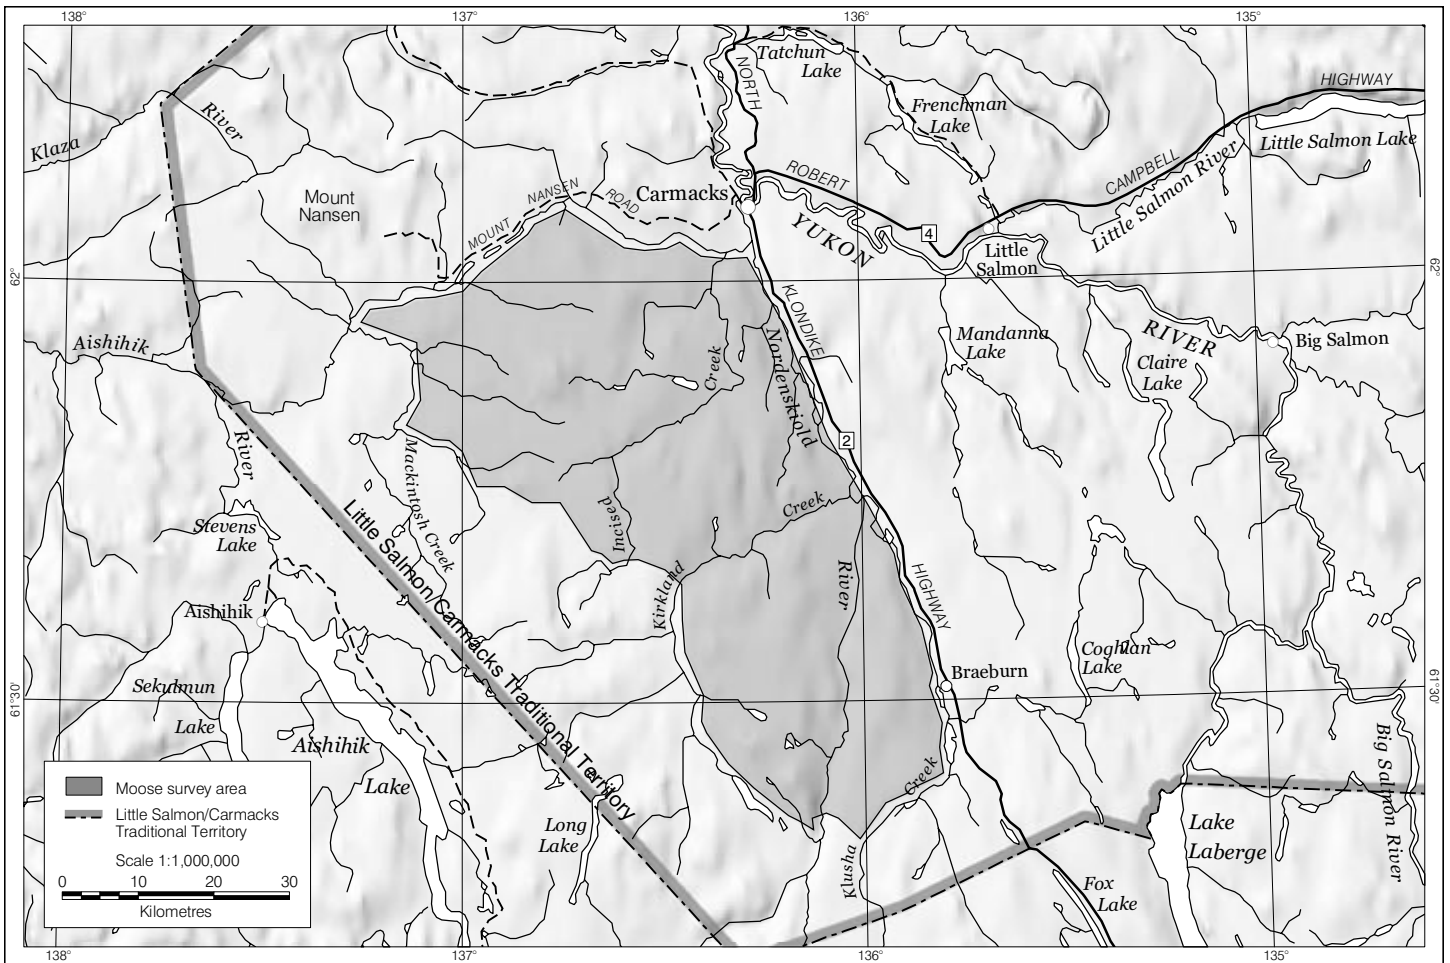 138°
137°
136°
135°
Tatchun
Lake
NORTH
HIGHWAY
Frenchman
Lake
Klaza
River
Little Salmon Lake
ROBERT
CAMPBELL
Little Salmon River
Mount
Nansen
MOUNT
NANSEN
ROAD
Carmacks
YUKON
4
Little
Salmon
62°
62°
KLONDIKE
Aishihik
River
Mandanna
Lake
RIVER
Claire
Lake
Big Salmon
Creek
Nordenskiold
2
Mackintosh Creek
Incised
Creek
Stevens
Lake
Little Salmon/Carmacks Traditional Territory
Kirkland
River
HIGHWAY
Aishihik
Coghlan
Lake
Braeburn
61°30'
61°30'
Sekulmun
Lake
Aishihik
Lake
Creek
Big Salmon River
Long
Lake
Klusha
Lake
Laberge
Fox
Lake
Moose survey area
Little Salmon/Carmacks
Traditional Territory
Scale 1:1,000,000
0 10 20 30
Kilometres
138°
137°
136°
135°